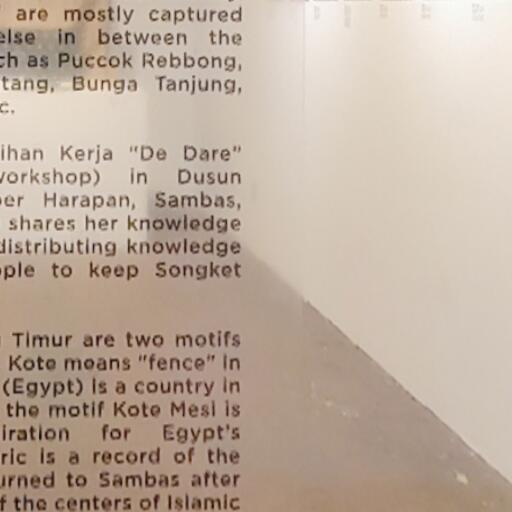 are mostly captured
else in between the
ch as Puccok Rebbong,
tang, Bunga Tanjung,
c.
ihan Kerja "De Dare"
workshop) in Dusun
ber Harapan, Sambas,
shares her knowledge
distributing knowledge
ople to keep Songket
Timur are two motifs
Kote means "fence" in
(Egypt) is a country in
the motif Kote Mesi is
iration for Egypt's
ric is a record of the
urned to Sambas after
f the centers of Islamic